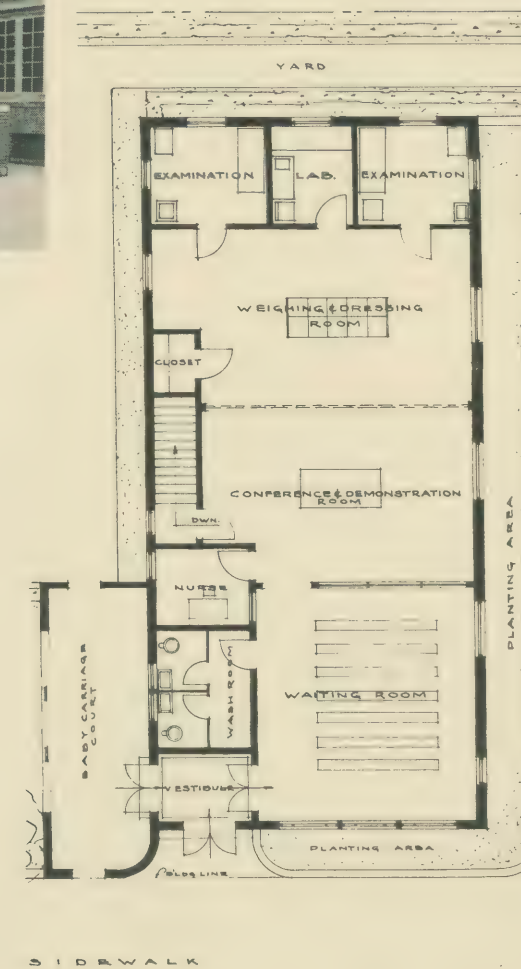 YARD
EXAMINATION
LAB.
EXAMINATION
WEIGHING & DRESSING
ROOM
CLOSET
CONFERENCE & DEMONSTRATION
ROOM
DWN.
NURSE
WASH ROOM
WAITING ROOM
BABY CARRIAGE
COURT
VESTIBULE
PLANTING AREA
PLANTING AREA
BLDG LINE
SIDEWALK